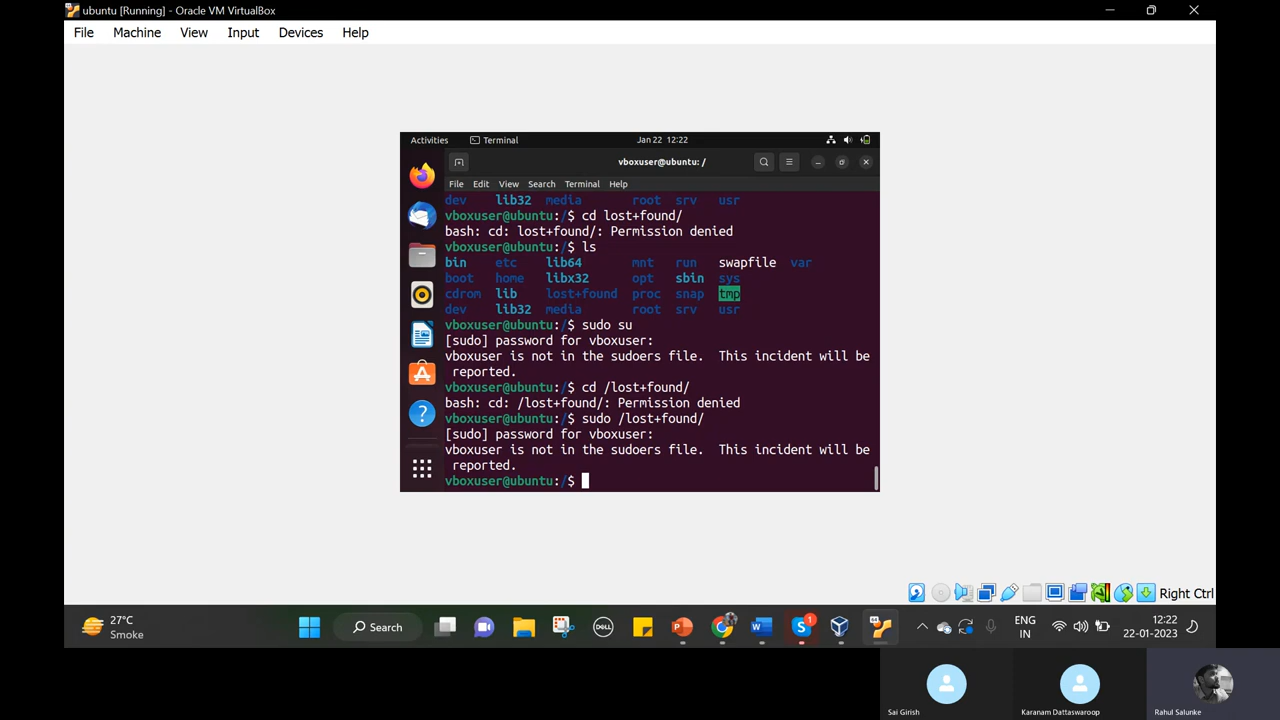 ubuntu [Running] - Oracle VM VirtualBox
File Machine View Input Devices Help
Activities Terminal Jan 22 12:22
vboxuser@ubuntu: /
File Edit View Search Terminal Help
dev lib32 media root srv usr
vboxuser@ubuntu:/$ cd lost+found/
bash: cd: lost+found/: Permission denied
vboxuser@ubuntu:/$ ls
bin etc lib64 mnt run swapfile var
boot home libx32 opt sbin sys
cdrom lib lost+found proc snap tmp
dev lib32 media root srv usr
vboxuser@ubuntu:/$ sudo su
[sudo] password for vboxuser:
vboxuser is not in the sudoers file.  This incident will be
reported.
vboxuser@ubuntu:/$ cd /lost+found/
bash: cd: /lost+found/: Permission denied
vboxuser@ubuntu:/$ sudo /lost+found/
[sudo] password for vboxuser:
vboxuser is not in the sudoers file.  This incident will be
reported.
vboxuser@ubuntu:/$
Right Ctrl
27°C
Smoke
Search
DELL
1
ENG
IN
12:22
22-01-2023
Sai Girish
Karanam Dattaswaroop
Rahul Salunke